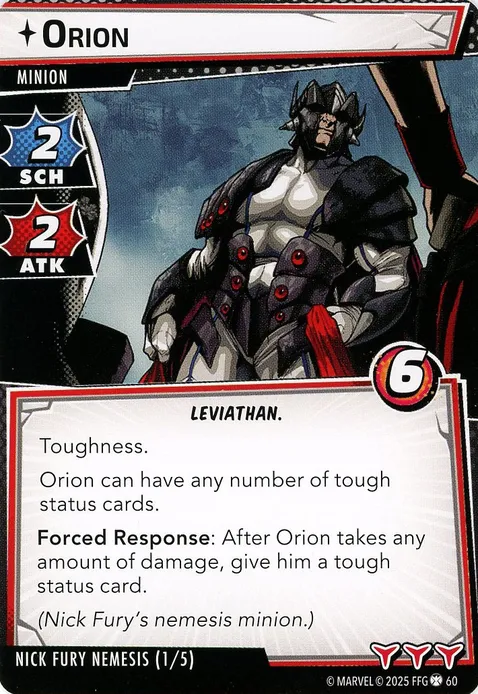 Orion
MINION
2
SCH
2
ATK
6
LEVIATHAN.
Toughness.
Orion can have any number of tough
status cards.
Forced Response: After Orion takes any
amount of damage, give him a tough
status card.
(Nick Fury's nemesis minion.)
NICK FURY NEMESIS (1/5)
© MARVEL © 2025 FFG 60